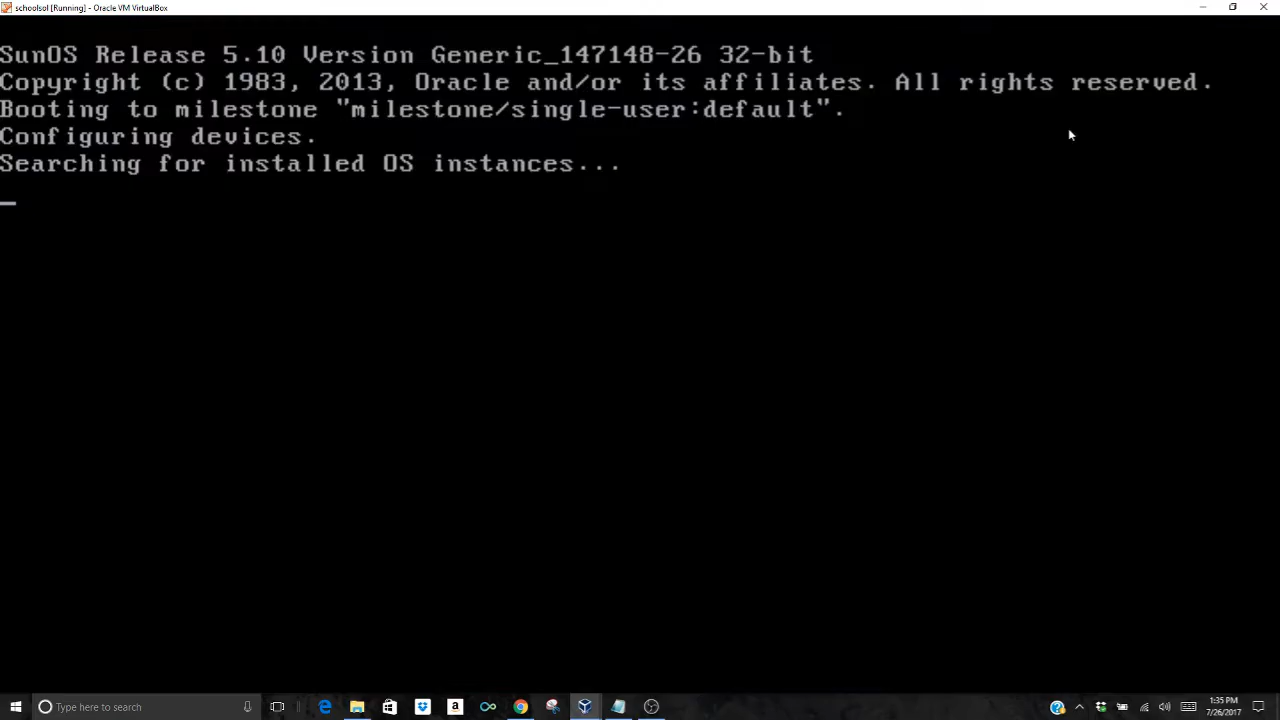 schoolsol [Running] - Oracle VM VirtualBox
SunOS Release 5.10 Version Generic_147148-26 32-bit
Copyright (c) 1983, 2013, Oracle and/or its affiliates. All rights reserved.
Booting to milestone "milestone/single-user:default".
Configuring devices.
Searching for installed OS instances...
Type here to search
1:35 PM
7/26/2017